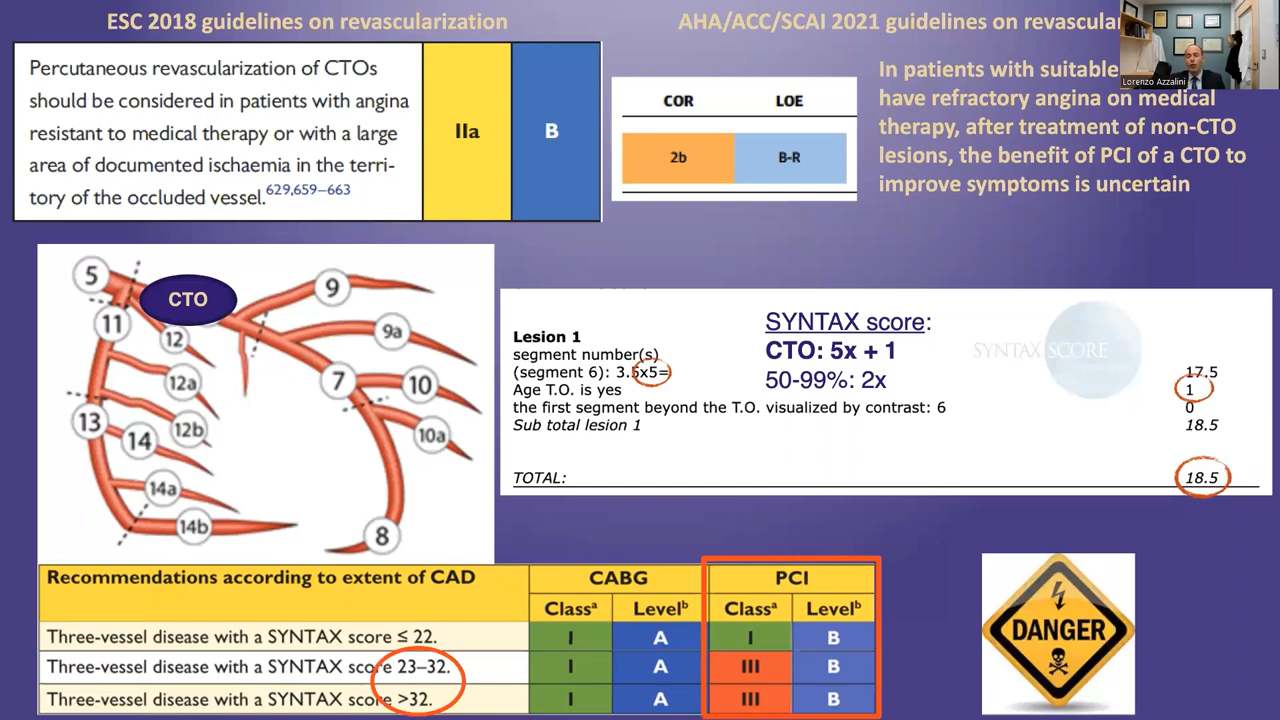 ESC 2018 guidelines on revascularization
AHA/ACC/SCAI 2021 guidelines on
Percutaneous revascularization of CTOs
should be considered in patients with angina
resistant to medical therapy or with a large
area of documented ischaemia in the terri-
tory of the occluded vessel.629,659–663
IIa
B
COR LOE
2b B-R
In patients with suitable
have refractory angina on medical
therapy, after treatment of non-CTO
lesions, the benefit of PCI of a CTO to
improve symptoms is uncertain
Lorenzo Azzalini
5
CTO
9
11
12
9a
12a
7
10
13
12b
14
10a
14a
14b
8
Lesion 1
segment number(s)
(segment 6): 3.5x5= 17.5
Age T.O. is yes 1
the first segment beyond the T.O. visualized by contrast: 6 0
Sub total lesion 1 18.5
TOTAL: 18.5
SYNTAX score:
CTO: 5x + 1
50-99%: 2x
SYNTAX SCORE
Recommendations according to extent of CAD CABG PCI
Classa Levelb Classa Levelb
Three-vessel disease with a SYNTAX score ≤ 22. I A I B
Three-vessel disease with a SYNTAX score 23–32. I A III B
Three-vessel disease with a SYNTAX score >32. I A III B
DANGER